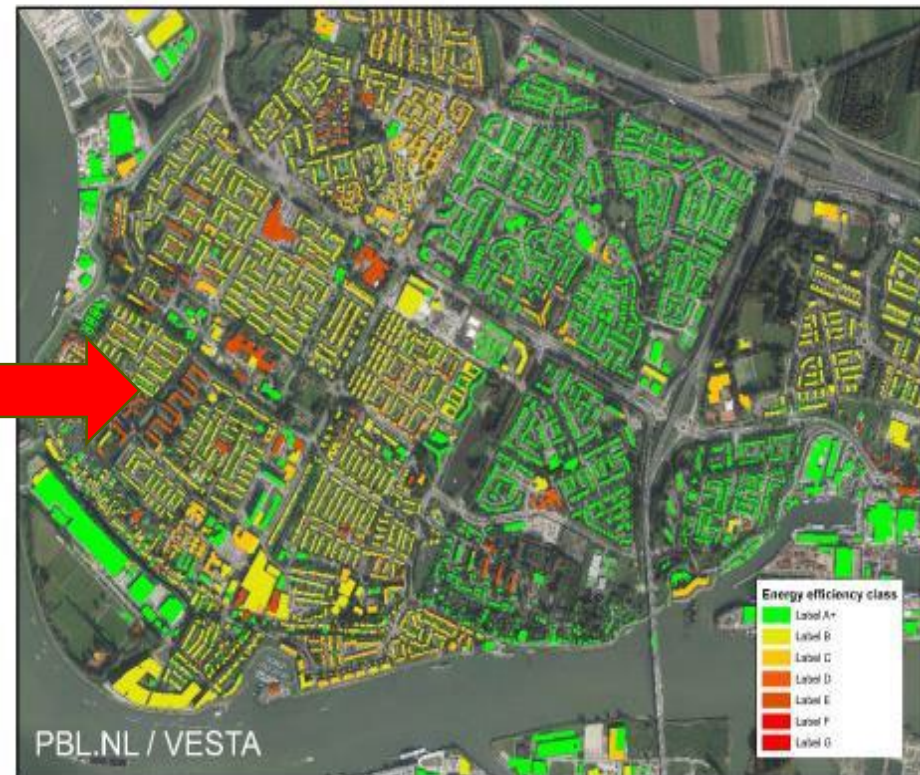 Energy efficiency class
Label A+
Label B
Label C
Label D
Label E
Label F
Label G
PBL.NL / VESTA